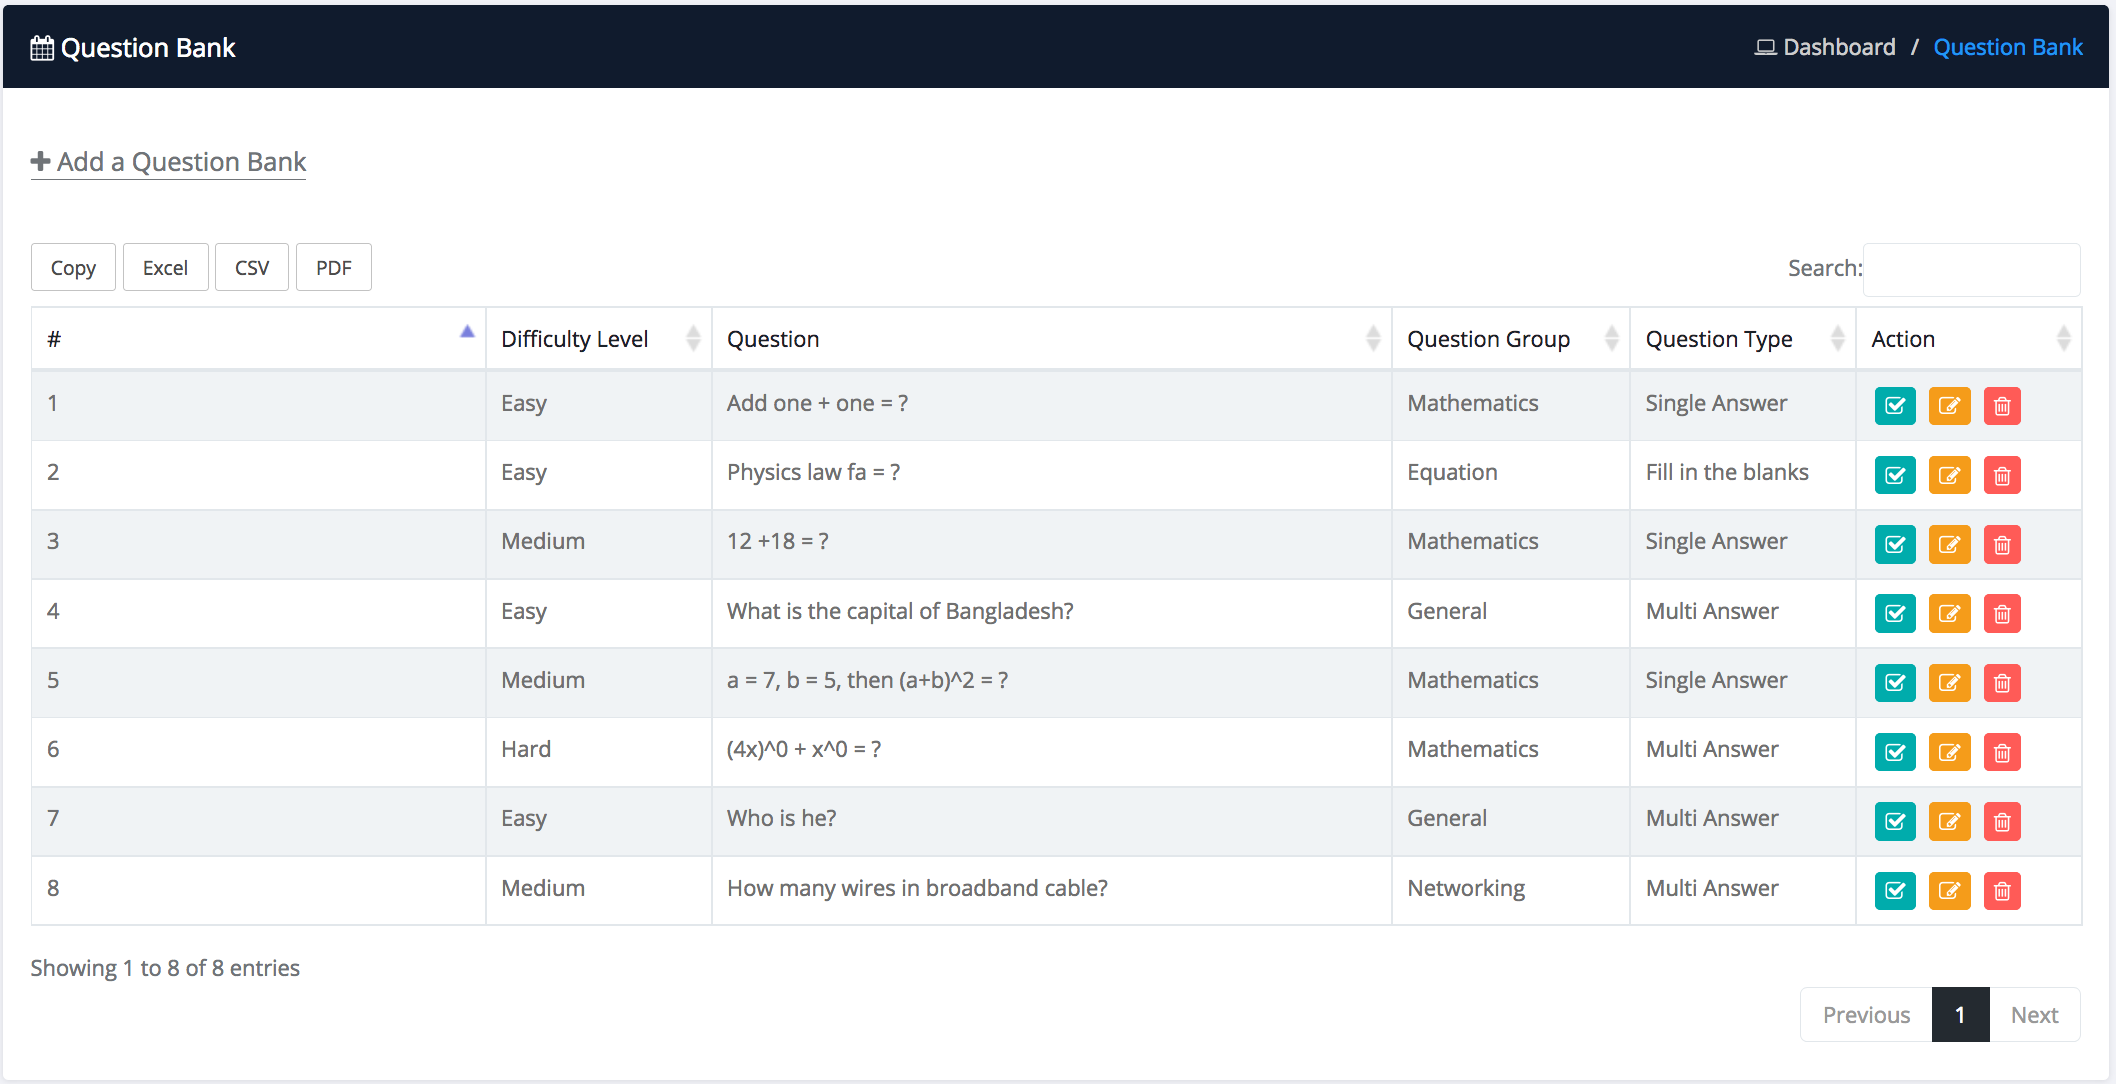 Question Bank
Dashboard / Question Bank
Add a Question Bank
Copy Excel CSV PDF Search:
# Difficulty Level Question Question Group Question Type Action
1 Easy Add one + one = ? Mathematics Single Answer
2 Easy Physics law fa = ? Equation Fill in the blanks
3 Medium 12 +18 = ? Mathematics Single Answer
4 Easy What is the capital of Bangladesh? General Multi Answer
5 Medium a = 7, b = 5, then (a+b)^2 = ? Mathematics Single Answer
6 Hard (4x)^0 + x^0 = ? Mathematics Multi Answer
7 Easy Who is he? General Multi Answer
8 Medium How many wires in broadband cable? Networking Multi Answer
Showing 1 to 8 of 8 entries
Previous 1 Next